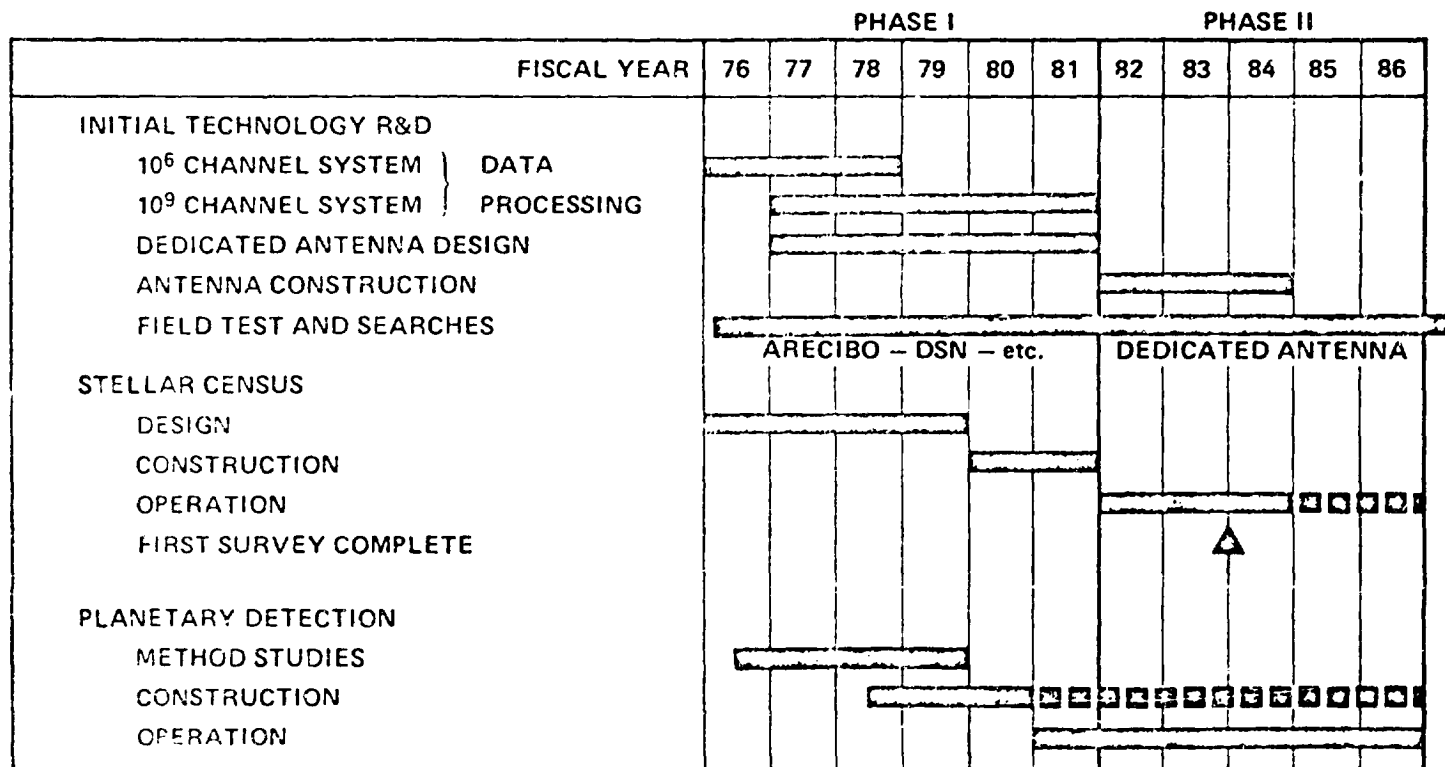 PHASE I PHASE II
FISCAL YEAR 76 77 78 79 80 81 82 83 84 85 86
INITIAL TECHNOLOGY R&D
10⁶ CHANNEL SYSTEM } DATA
10⁹ CHANNEL SYSTEM } PROCESSING
DEDICATED ANTENNA DESIGN
ANTENNA CONSTRUCTION
FIELD TEST AND SEARCHES
ARECIBO – DSN – etc. DEDICATED ANTENNA
STELLAR CENSUS
DESIGN
CONSTRUCTION
OPERATION
FIRST SURVEY COMPLETE
PLANETARY DETECTION
METHOD STUDIES
CONSTRUCTION
OPERATION